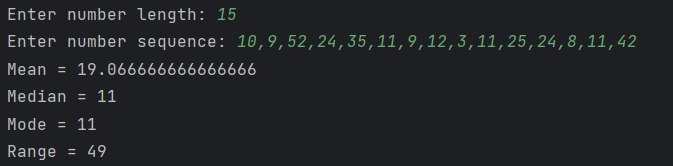 Enter number length: 15
Enter number sequence: 10,9,52,24,35,11,9,12,3,11,25,24,8,11,42
Mean = 19.066666666666666
Median = 11
Mode = 11
Range = 49